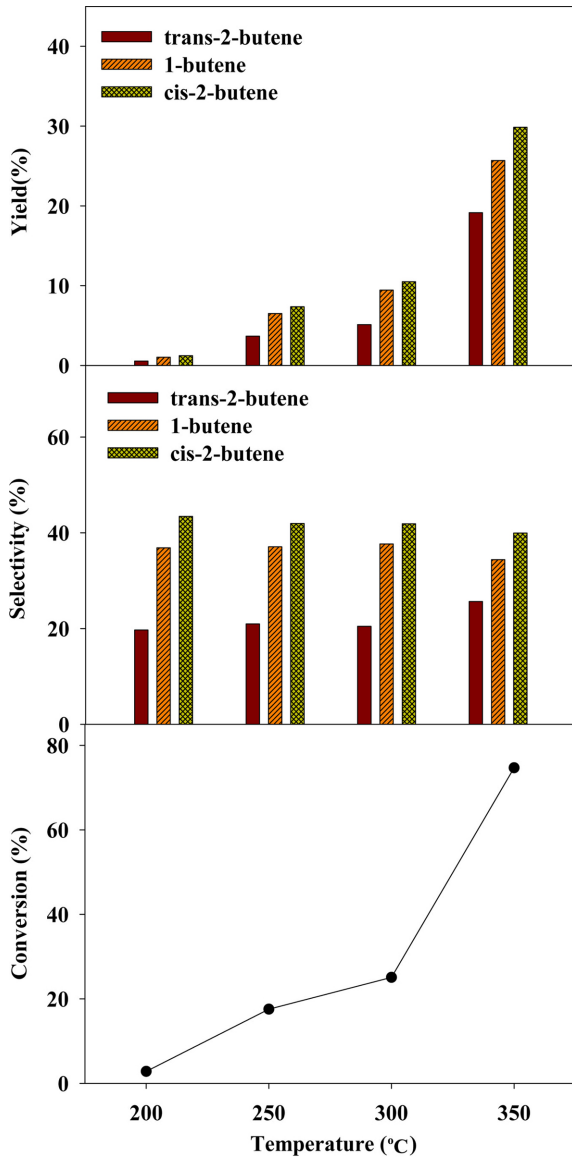 40
30
20
10
0
Yield(%)
trans-2-butene
1-butene
cis-2-butene
60
40
20
0
Selectivity (%)
trans-2-butene
1-butene
cis-2-butene
80
60
40
20
0
Conversion (%)
200 250 300 350
Temperature (°C)